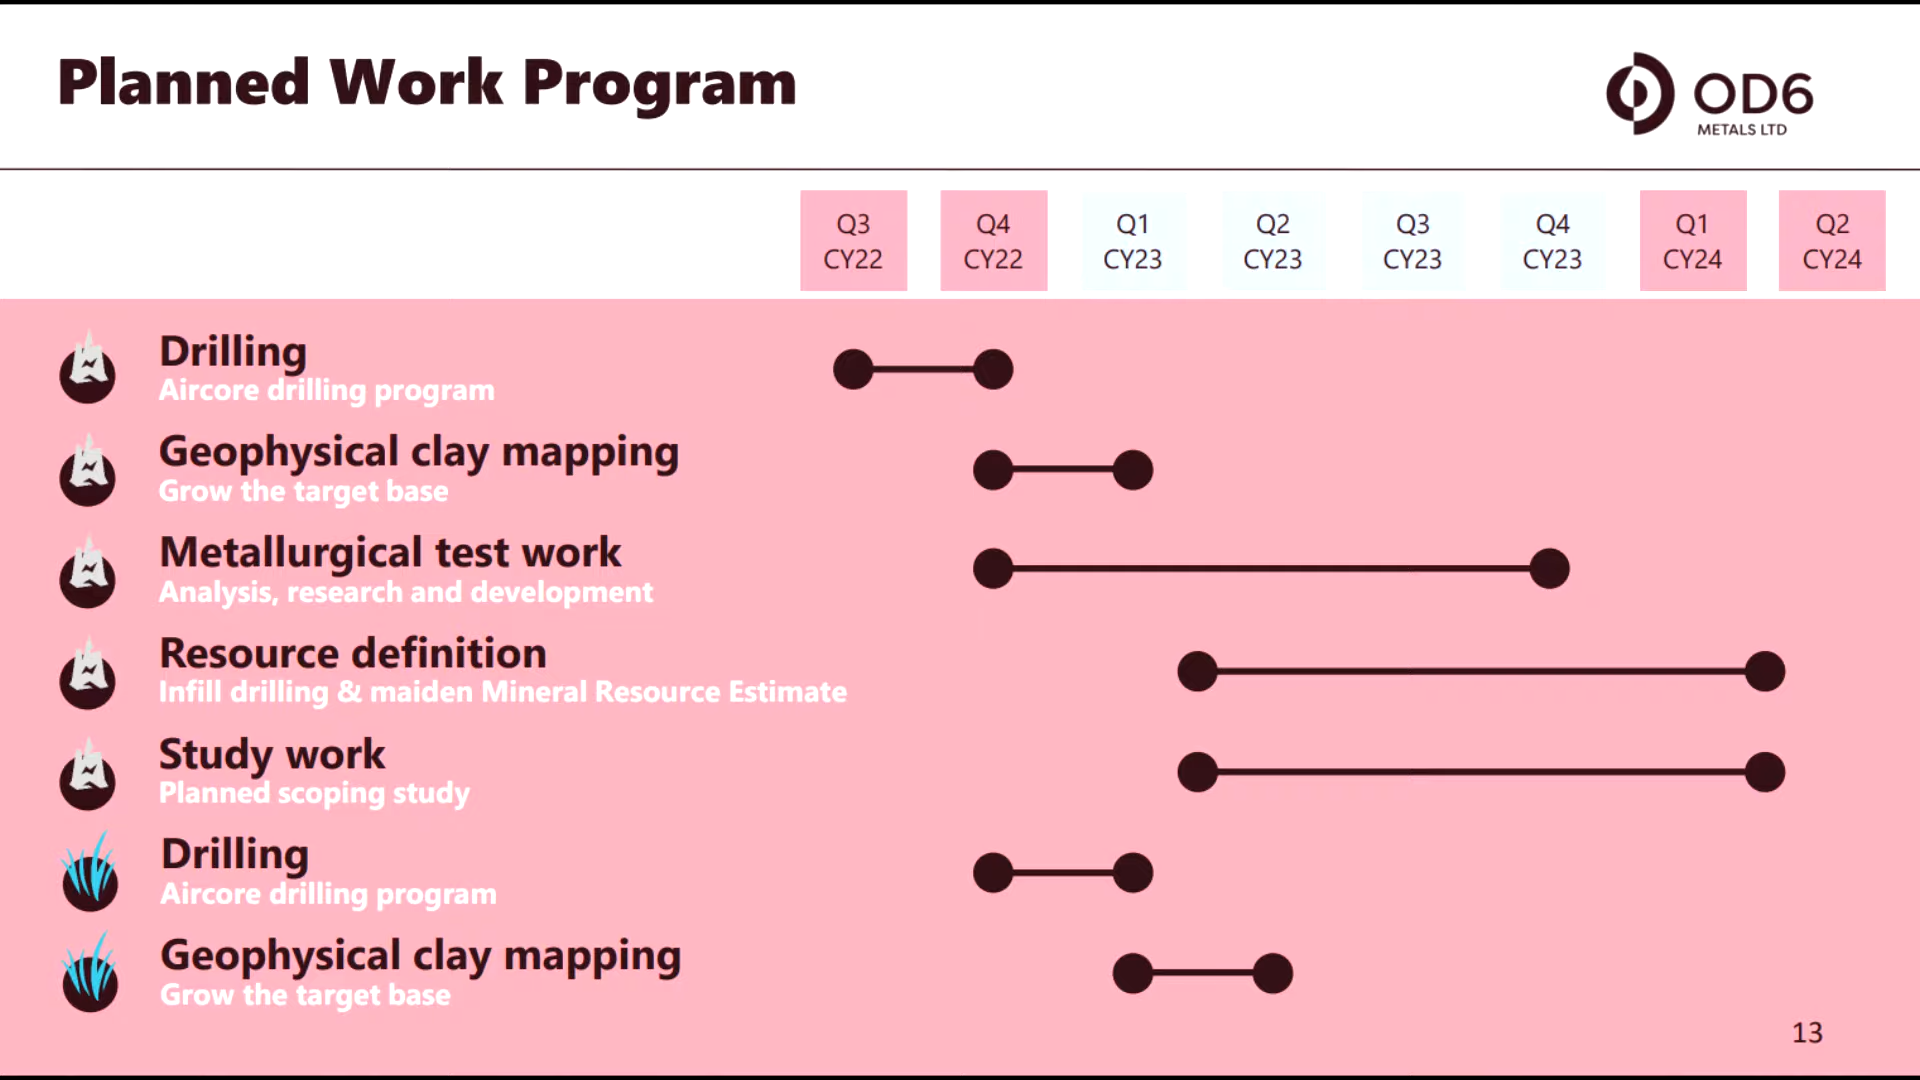 Planned Work Program
OD6
METALS LTD
Q3
CY22
Q4
CY22
Q1
CY23
Q2
CY23
Q3
CY23
Q4
CY23
Q1
CY24
Q2
CY24
Drilling
Aircore drilling program
Geophysical clay mapping
Grow the target base
Metallurgical test work
Analysis, research and development
Resource definition
Infill drilling & maiden Mineral Resource Estimate
Study work
Planned scoping study
Drilling
Aircore drilling program
Geophysical clay mapping
Grow the target base
13